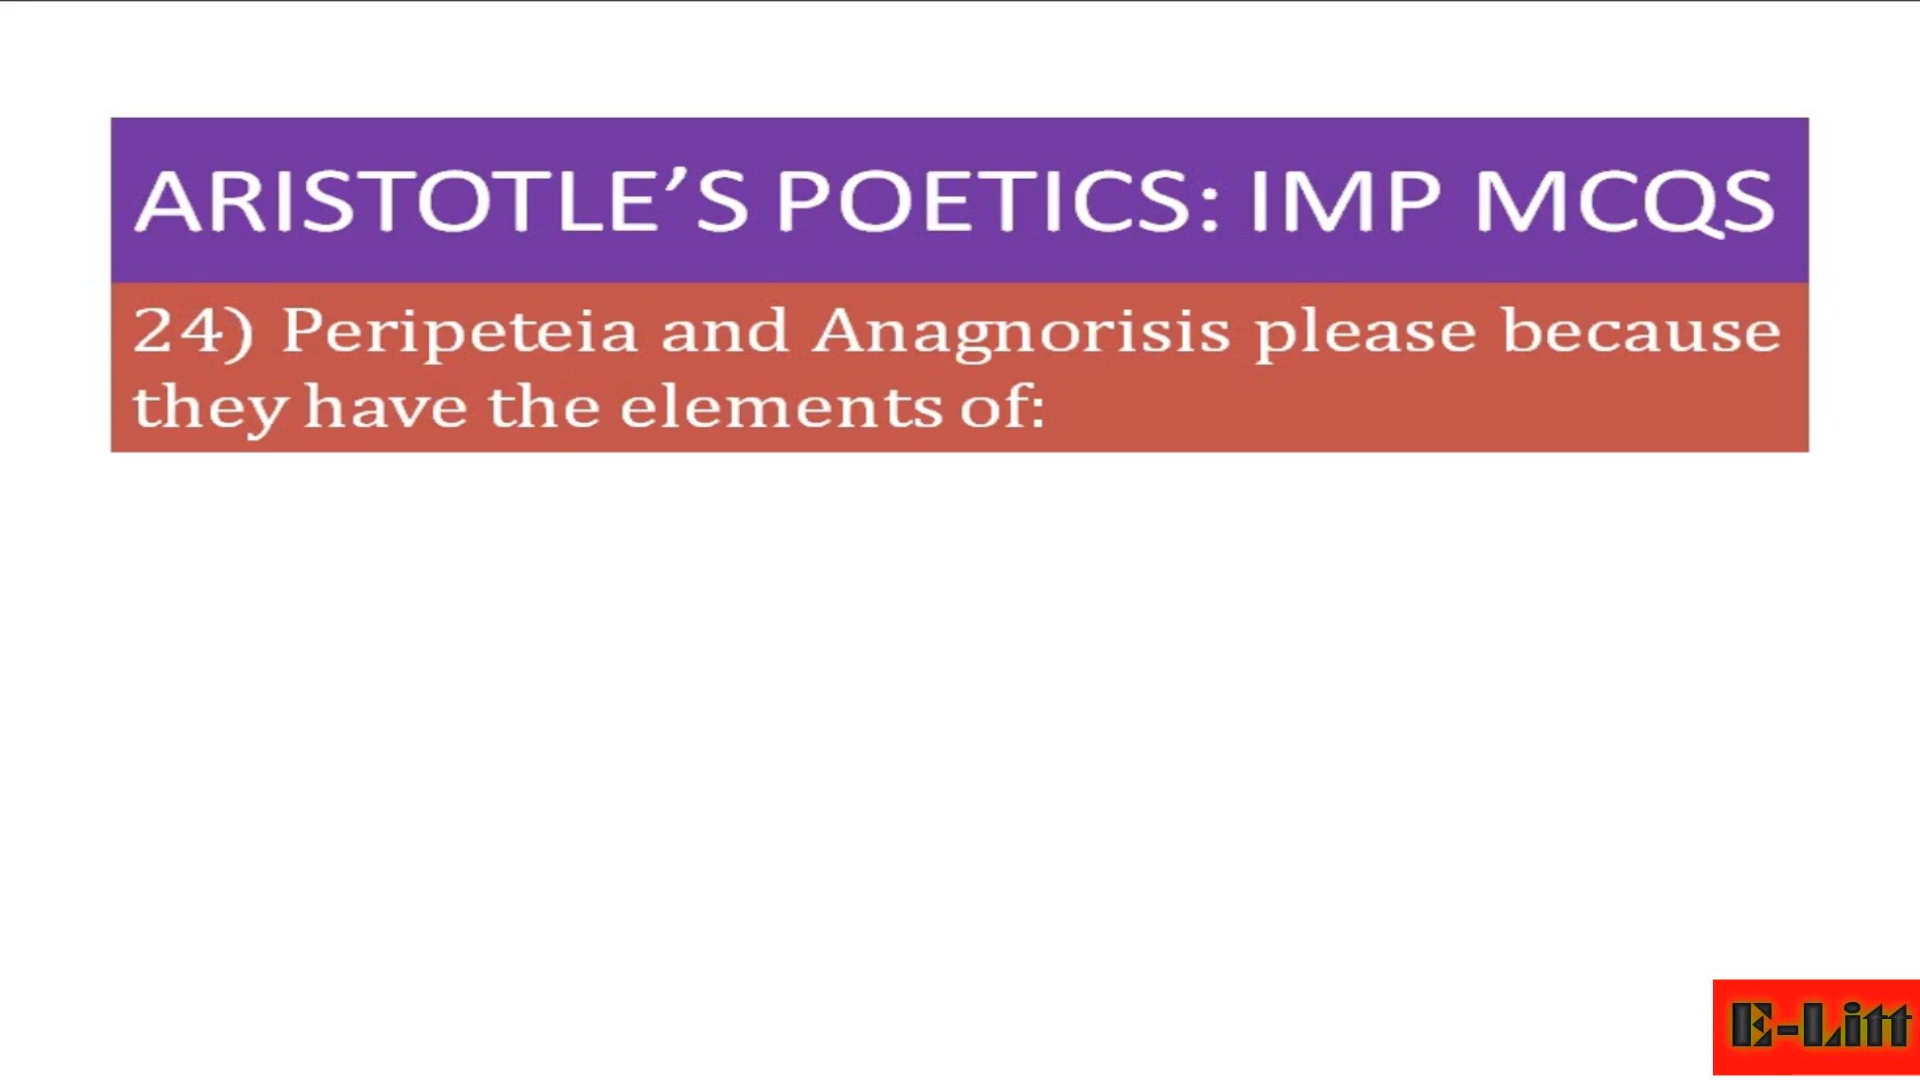 ARISTOTLE’S POETICS: IMP MCQS
24) Peripeteia and Anagnorisis please because
they have the elements of:
E-Litt